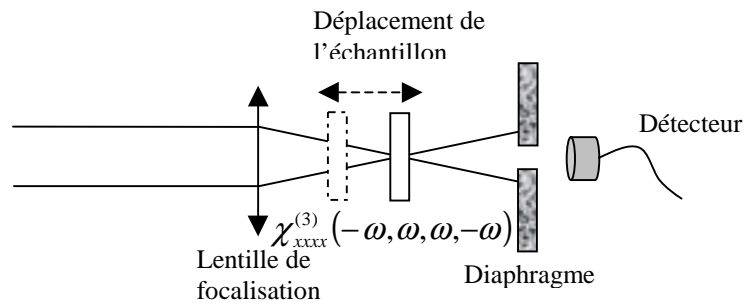 Déplacement de
l'échantillon
Détecteur
χ^{(3)}_{xxxx}(-ω,ω,ω,-ω)
Lentille de
focalisation
Diaphragme